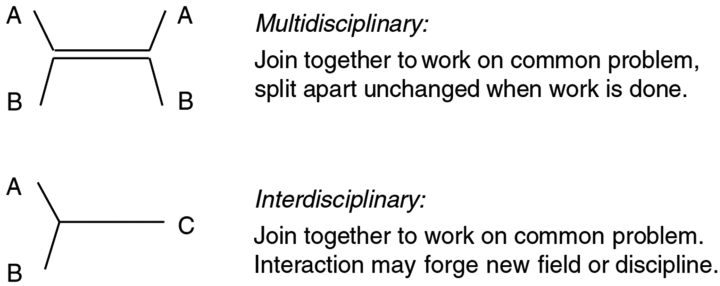 A A
B B
Multidisciplinary:
Join together to work on common problem,
split apart unchanged when work is done.
A
B
C
Interdisciplinary:
Join together to work on common problem.
Interaction may forge new field or discipline.